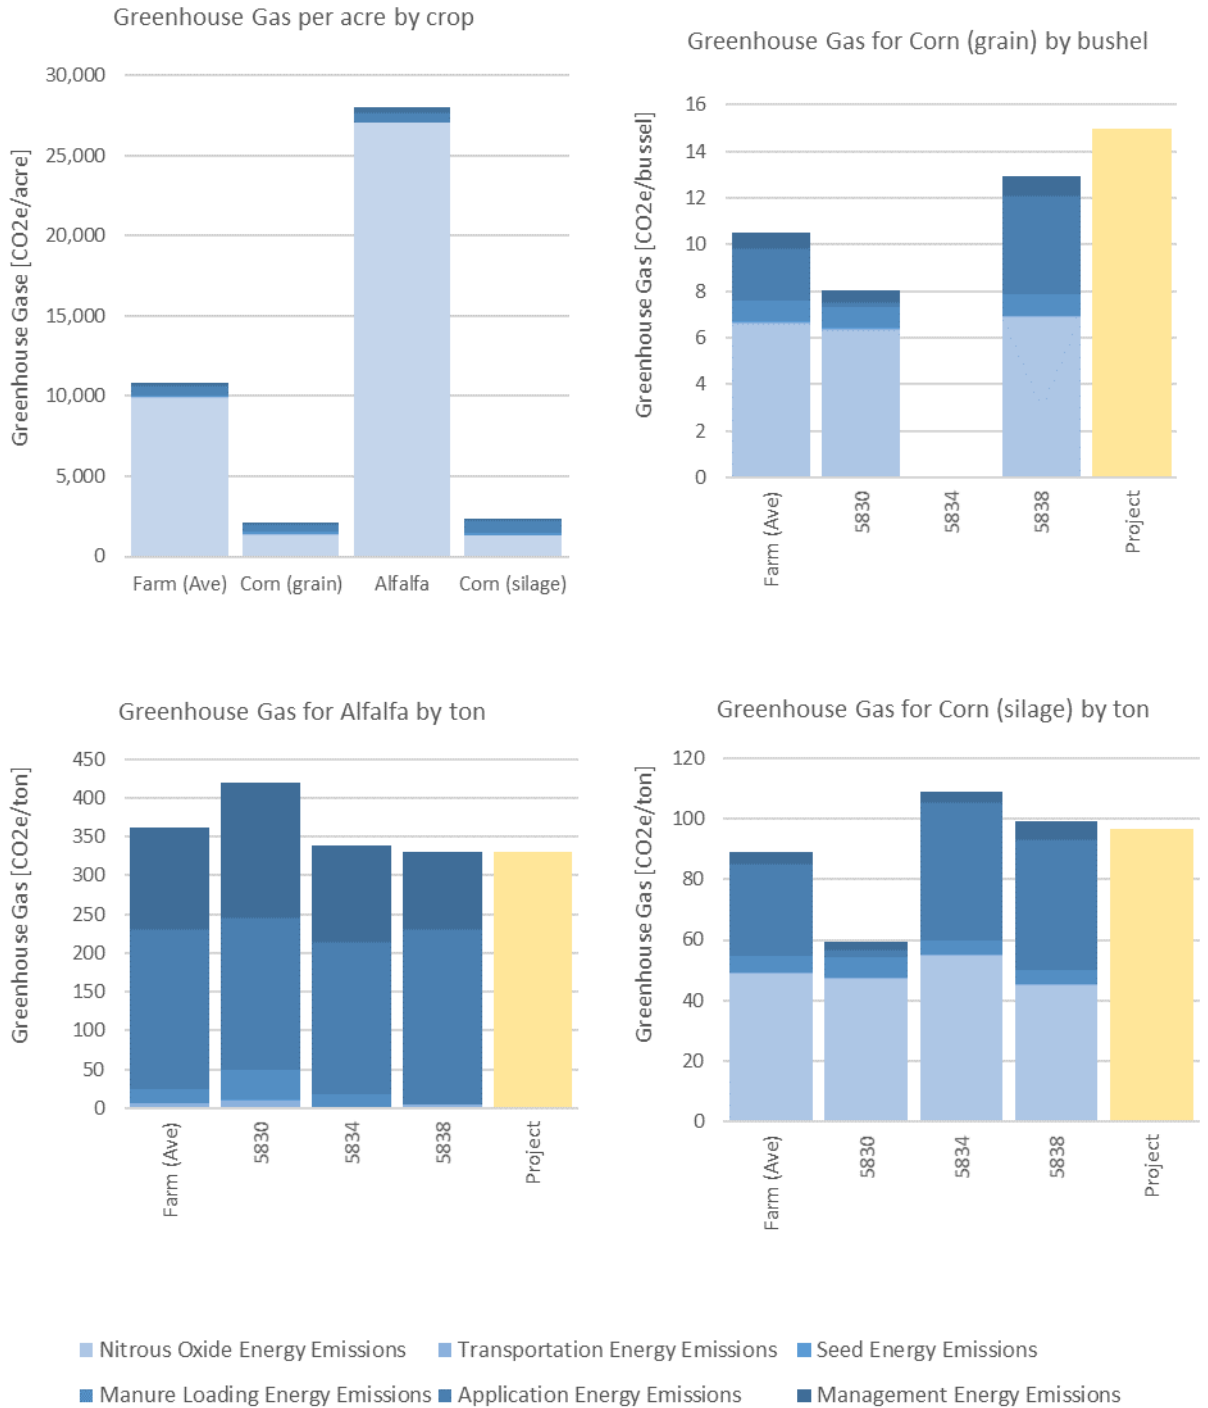 Greenhouse Gas per acre by crop
Greenhouse Gase [CO2e/acre]
30,000
25,000
20,000
15,000
10,000
5,000
0
Farm (Ave) Corn (grain) Alfalfa Corn (silage)
Greenhouse Gas for Corn (grain) by bushel
Greenhouse Gas [CO2e/bussel]
16
14
12
10
8
6
4
2
0
Farm (Ave)
5830
5834
5838
Project
Greenhouse Gas for Alfalfa by ton
Greenhouse Gas [CO2e/ton]
450
400
350
300
250
200
150
100
50
0
Farm (Ave)
5830
5834
5838
Project
Greenhouse Gas for Corn (silage) by ton
Greenhouse Gas [CO2e/ton]
120
100
80
60
40
20
0
Farm (Ave)
5830
5834
5838
Project
Nitrous Oxide Energy Emissions Transportation Energy Emissions Seed Energy Emissions
Manure Loading Energy Emissions Application Energy Emissions Management Energy Emissions